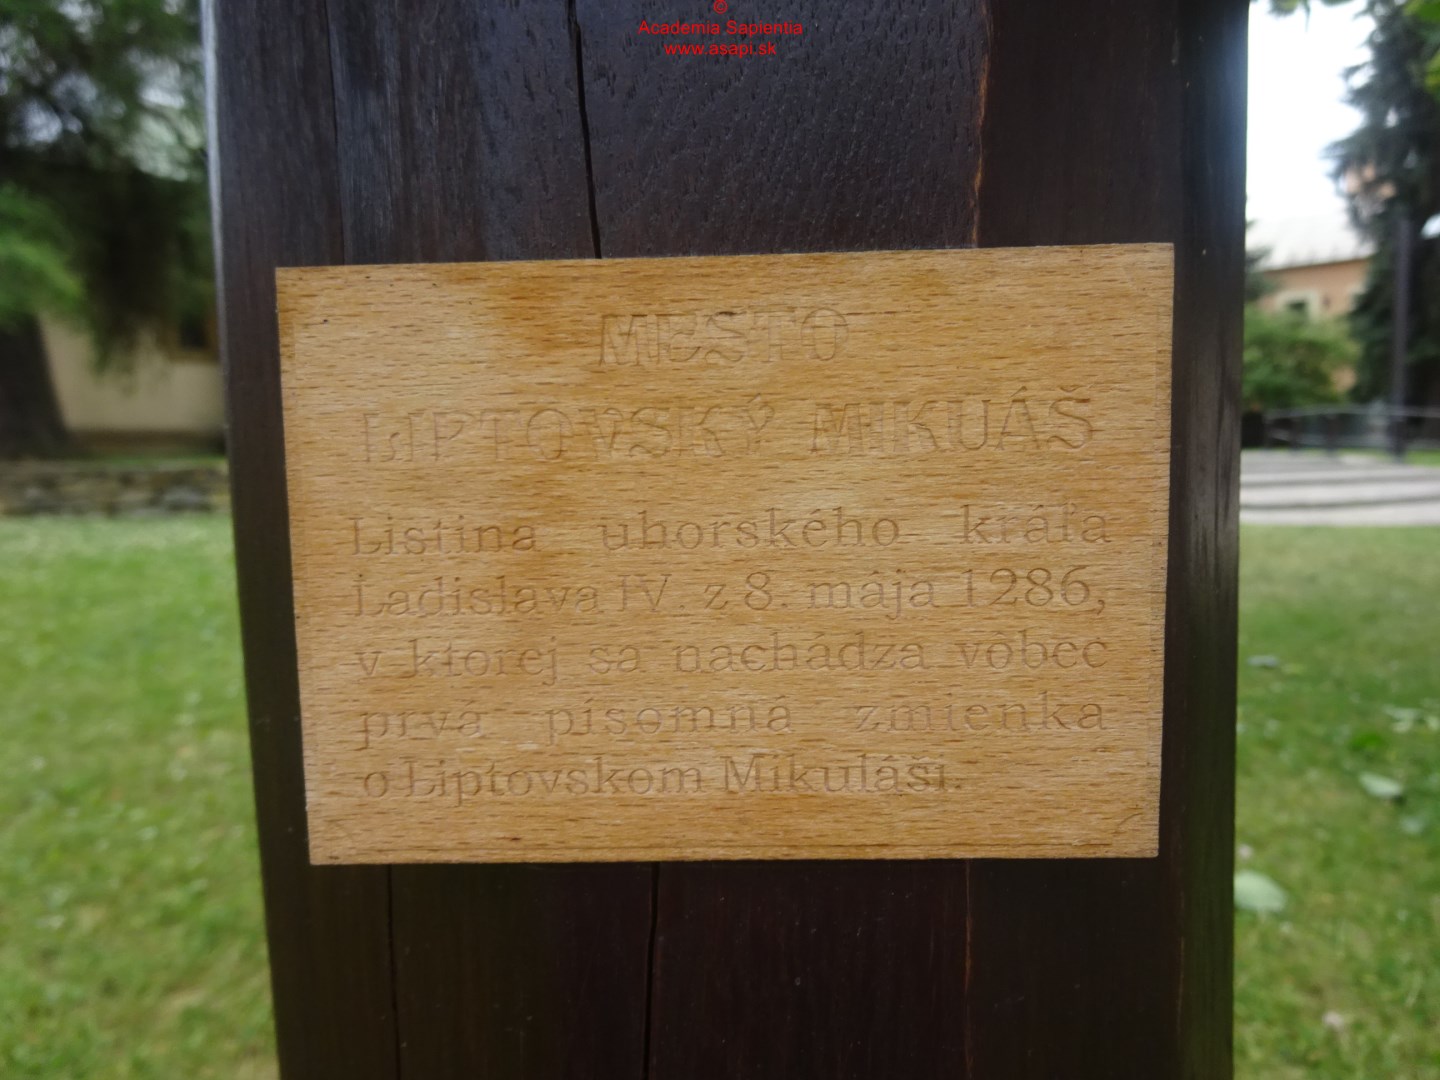 ©
Academia Sapientia
www.asapi.sk
MESTO
LIPTOVSKÝ MIKUÁŠ
Listina uhorského kráľa
Ladislava IV. z 8. mája 1286,
v ktorej sa nachádza vôbec
prvá písomná zmienka
o Liptovskom Mikuláši.